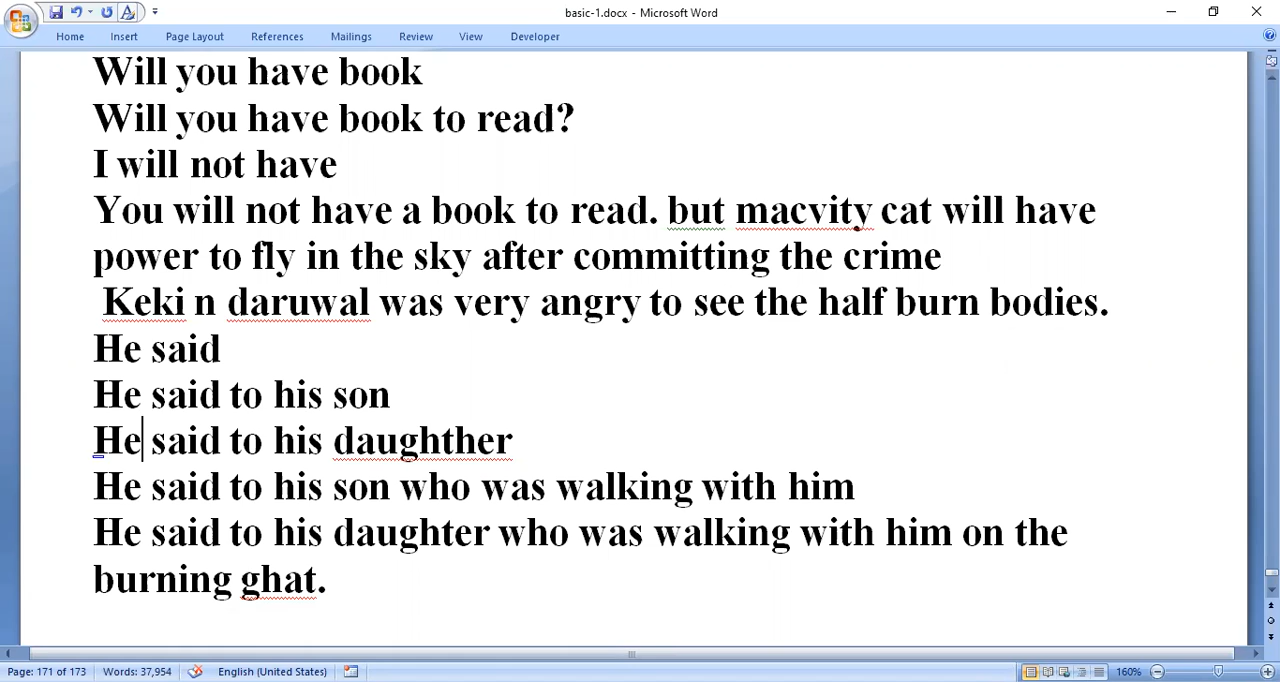 basic-1.docx - Microsoft Word
Home Insert Page Layout References Mailings Review View Developer
Will you have book
Will you have book to read?
I will not have
You will not have a book to read. but macvity cat will have
power to fly in the sky after committing the crime
Keki n daruwal was very angry to see the half burn bodies.
He said
He said to his son
He said to his daughther
He said to his son who was walking with him
He said to his daughter who was walking with him on the
burning ghat.
Page: 171 of 173 Words: 37,954 English (United States) 160%